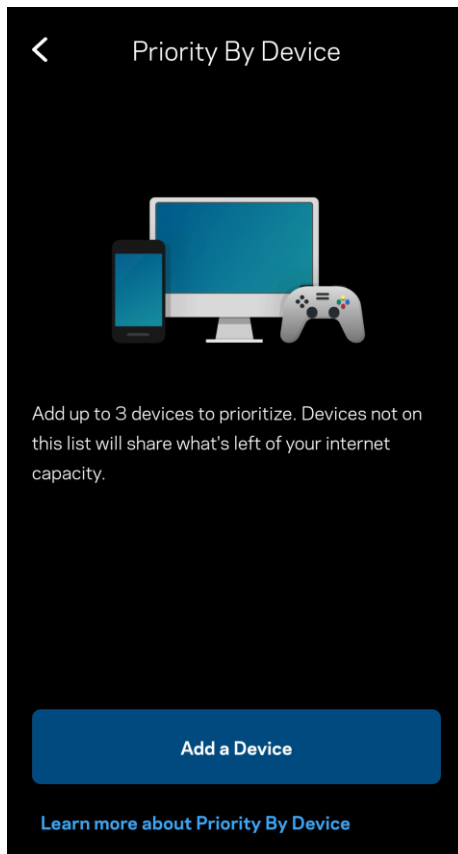 Priority By Device
Add up to 3 devices to prioritize. Devices not on
this list will share what's left of your internet
capacity.
Add a Device
Learn more about Priority By Device